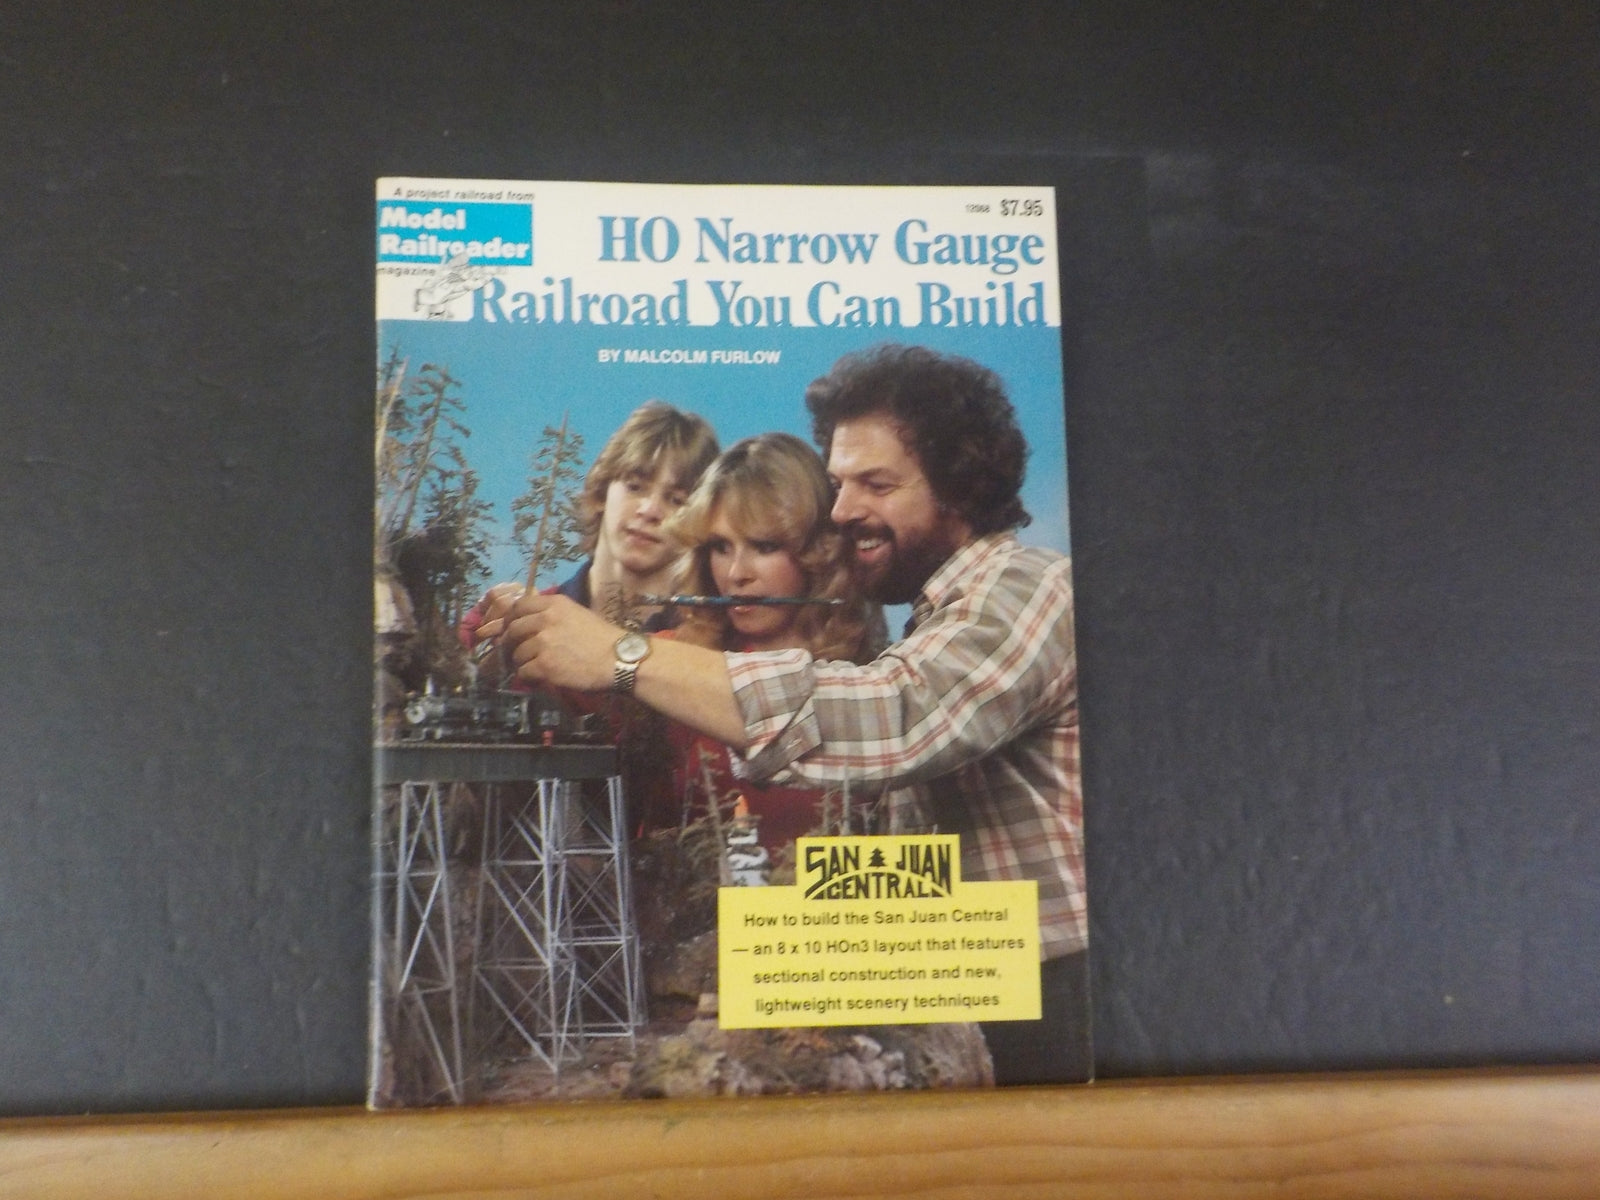 A project railroad from
Model
Railroader
magazine
$7.95
HO Narrow Gauge
Railroad You Can Build
BY MALCOLM FURLOW
SAN JUAN
CENTRAL
How to build the San Juan Central
— an 8 x 10 HOn3 layout that features
sectional construction and new,
lightweight scenery techniques